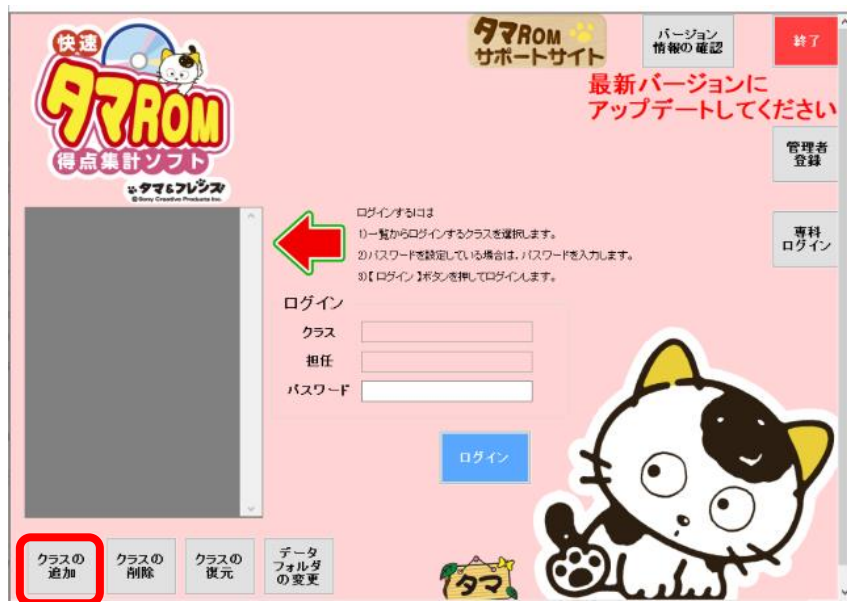 快速
タマROM
得点集計ソフト
タマ&フレンズ
©Sony Creative Products Inc.
タマROM
サポートサイト
バージョン
情報の確認
終了
最新バージョンに
アップデートしてください
管理者
登録
専科
ログイン
ログインするには
1)一覧からログインするクラスを選択します。
2)パスワードを設定している場合は、パスワードを入力します。
3)【ログイン】ボタンを押してログインします。
ログイン
クラス
担任
パスワード
ログイン
クラスの
追加
クラスの
削除
クラスの
復元
データ
フォルダ
の変更
タマ